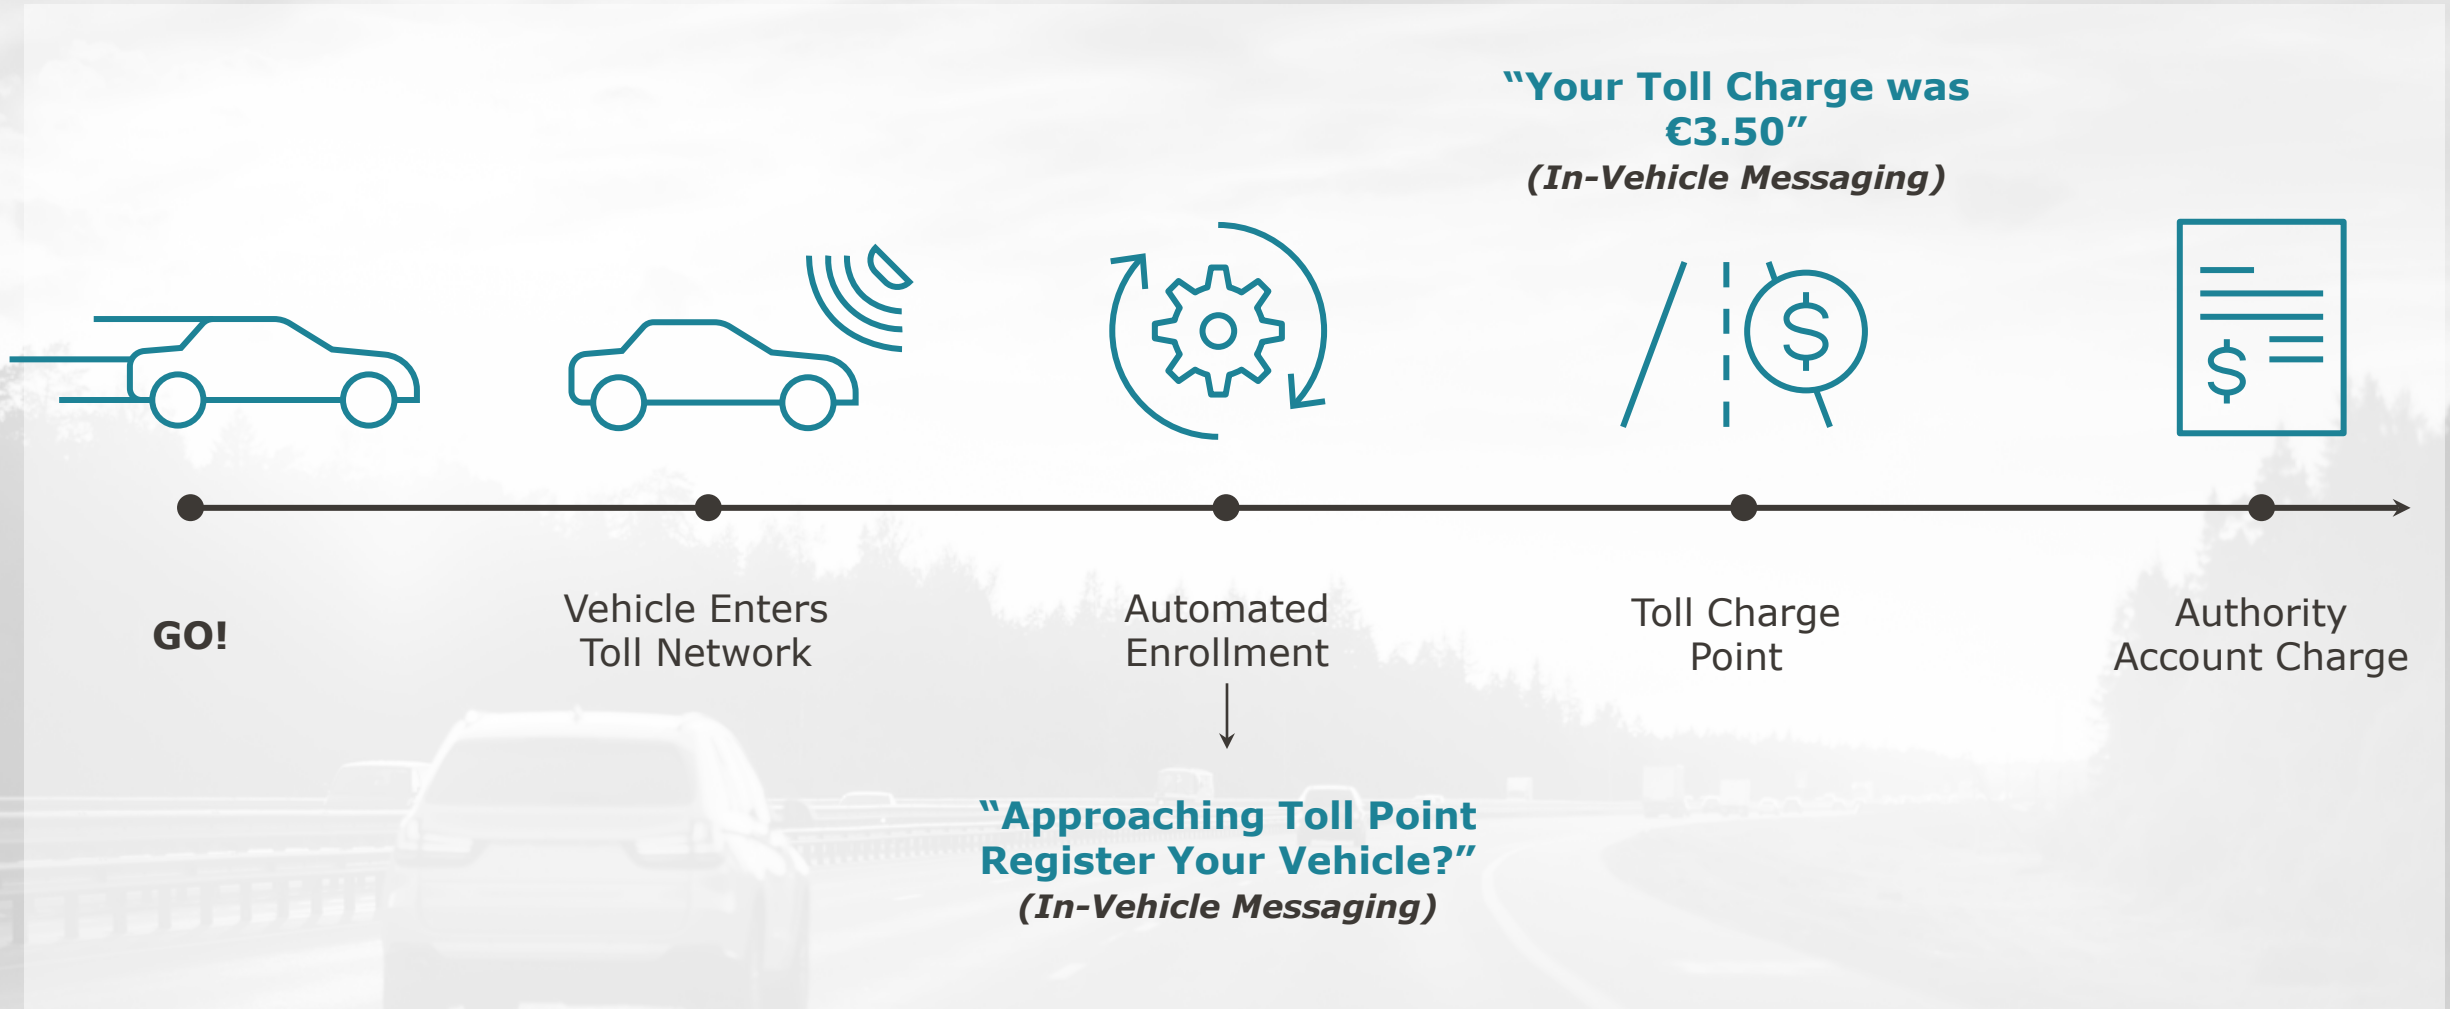 “Your Toll Charge was
€3.50”
(In-Vehicle Messaging)
$
$
GO!
Vehicle Enters
Toll Network
Automated
Enrollment
Toll Charge
Point
Authority
Account Charge
“Approaching Toll Point
Register Your Vehicle?”
(In-Vehicle Messaging)